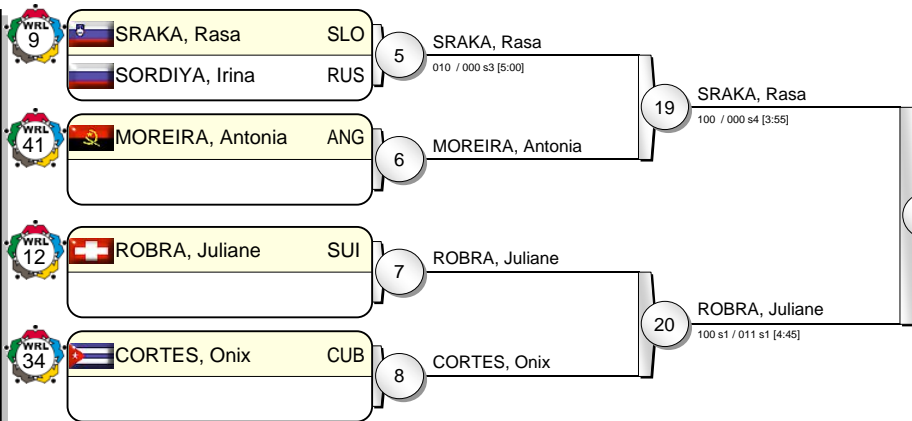 WRL 9 SRAKA, Rasa SLO
SORDIYA, Irina RUS
5
SRAKA, Rasa
010 / 000 s3 [5:00]
WRL 41 MOREIRA, Antonia ANG
6
MOREIRA, Antonia
19
SRAKA, Rasa
100 / 000 s4 [3:55]
WRL 12 ROBRA, Juliane SUI
7
ROBRA, Juliane
WRL 34 CORTES, Onix CUB
8
CORTES, Onix
20
ROBRA, Juliane
100 s1 / 011 s1 [4:45]